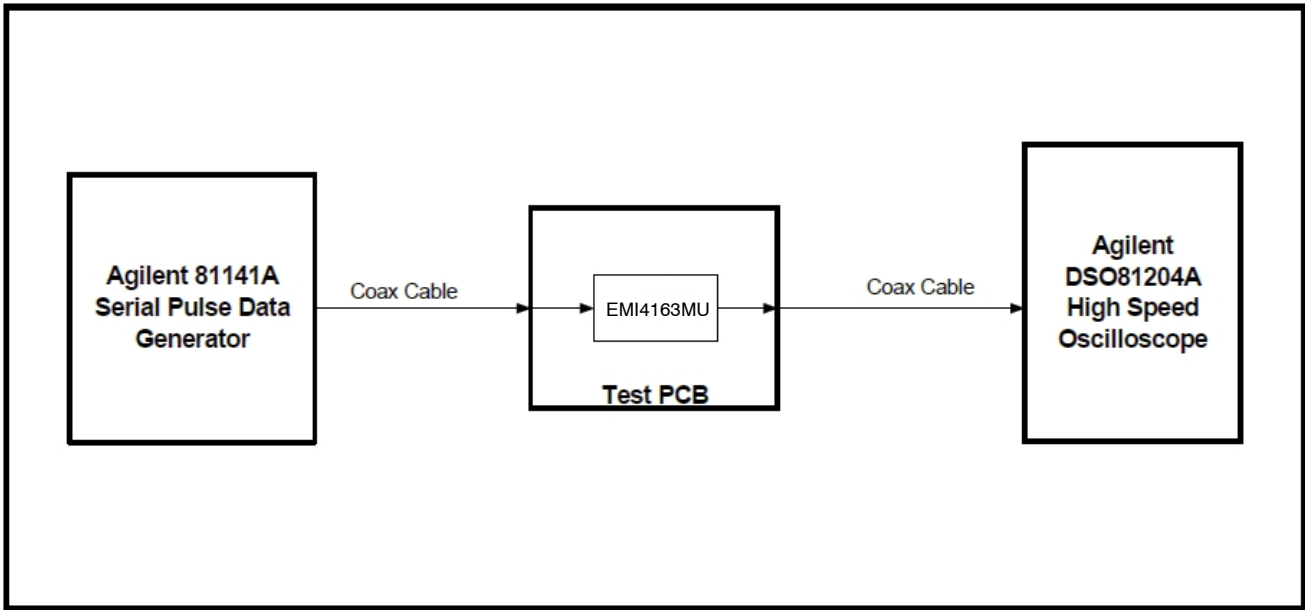 Agilent 81141A
Serial Pulse Data
Generator
Coax Cable
EMI4163MU
Test PCB
Coax Cable
Agilent
DSO81204A
High Speed
Oscilloscope